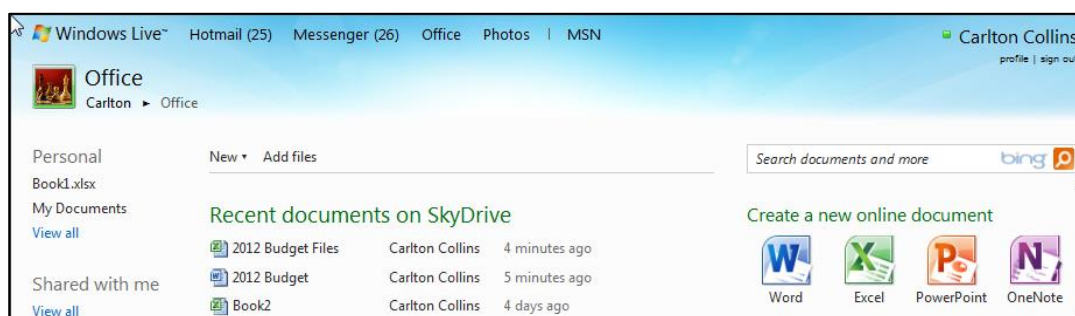 Windows Live™ Hotmail (25) Messenger (26) Office Photos | MSN Carlton Collins
profile | sign out
Office
Carlton ► Office
Personal
Book1.xlsx
My Documents
View all
Shared with me
View all
New ▾ Add files
Recent documents on SkyDrive
2012 Budget Files Carlton Collins 4 minutes ago
2012 Budget Carlton Collins 5 minutes ago
Book2 Carlton Collins 4 days ago
Search documents and more bing
Create a new online document
Word Excel PowerPoint OneNote